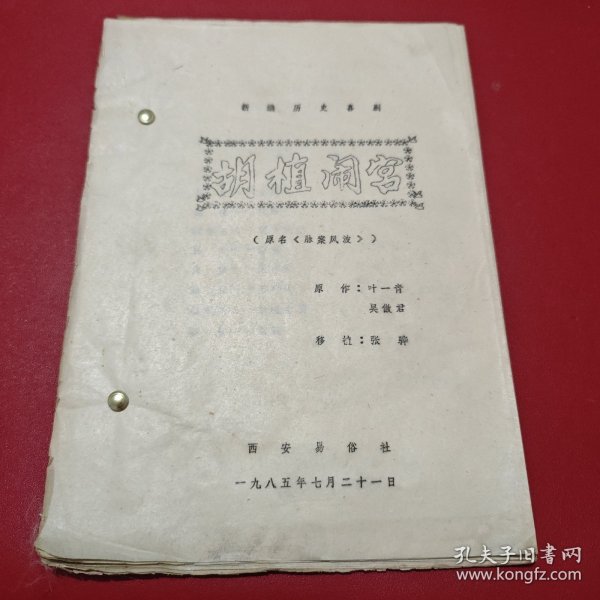 新编历史喜剧
胡植闹宫
(原名《脉案风波》)
原作:叶一青
吴傲君
移植:张骅
西安易俗社
一九八五年七月二十一日
孔夫子旧书网
www.kongfz.com